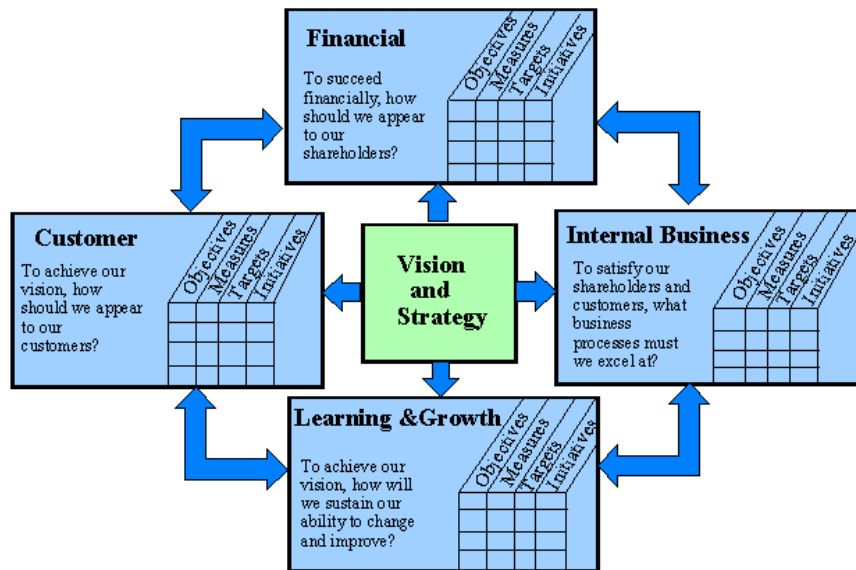 Financial
To succeed
financially, how
should we appear
to our
shareholders?
Objectives
Measures
Targets
Initiatives
Customer
To achieve our
vision, how
should we appear
to our
customers?
Objectives
Measures
Targets
Initiatives
Vision
and
Strategy
Internal Business
To satisfy our
shareholders and
customers, what
business
processes must
we excel at?
Objectives
Measures
Targets
Initiatives
Learning &Growth
To achieve our
vision, how will
we sustain our
ability to change
and improve?
Objectives
Measures
Targets
Initiatives